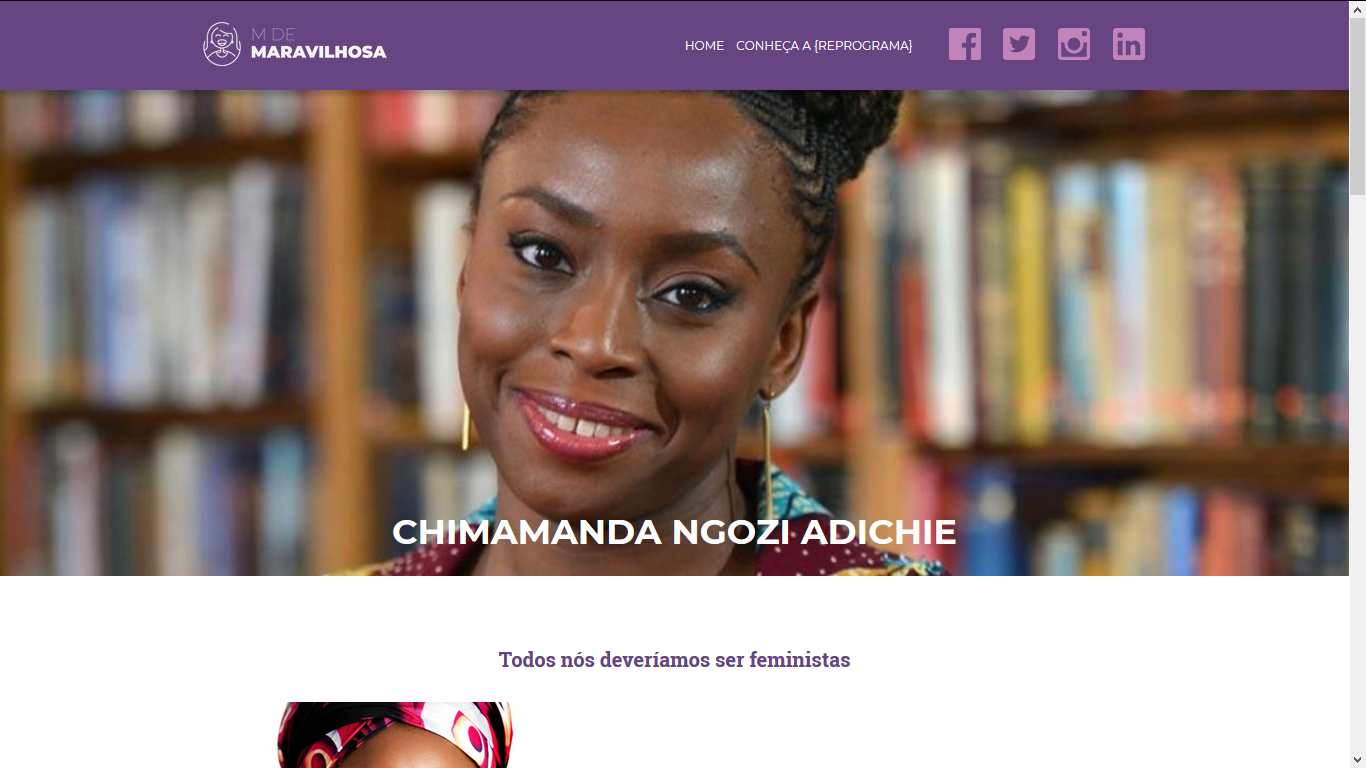 M DE
MARAVILHOSA
HOME CONHEÇA A {REPROGRAMA}
CHIMAMANDA NGOZI ADICHIE
Todos nós deveríamos ser feministas